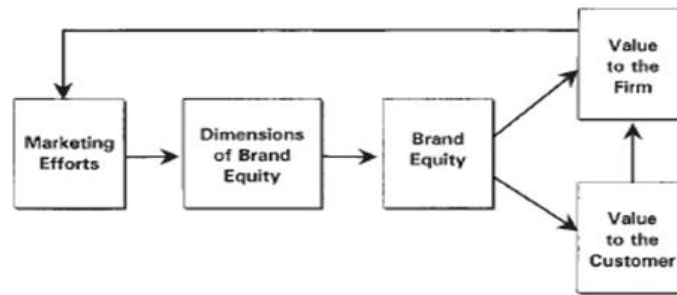 Marketing
Efforts
Dimensions
of Brand
Equity
Brand
Equity
Value
to the
Firm
Value
to the
Customer